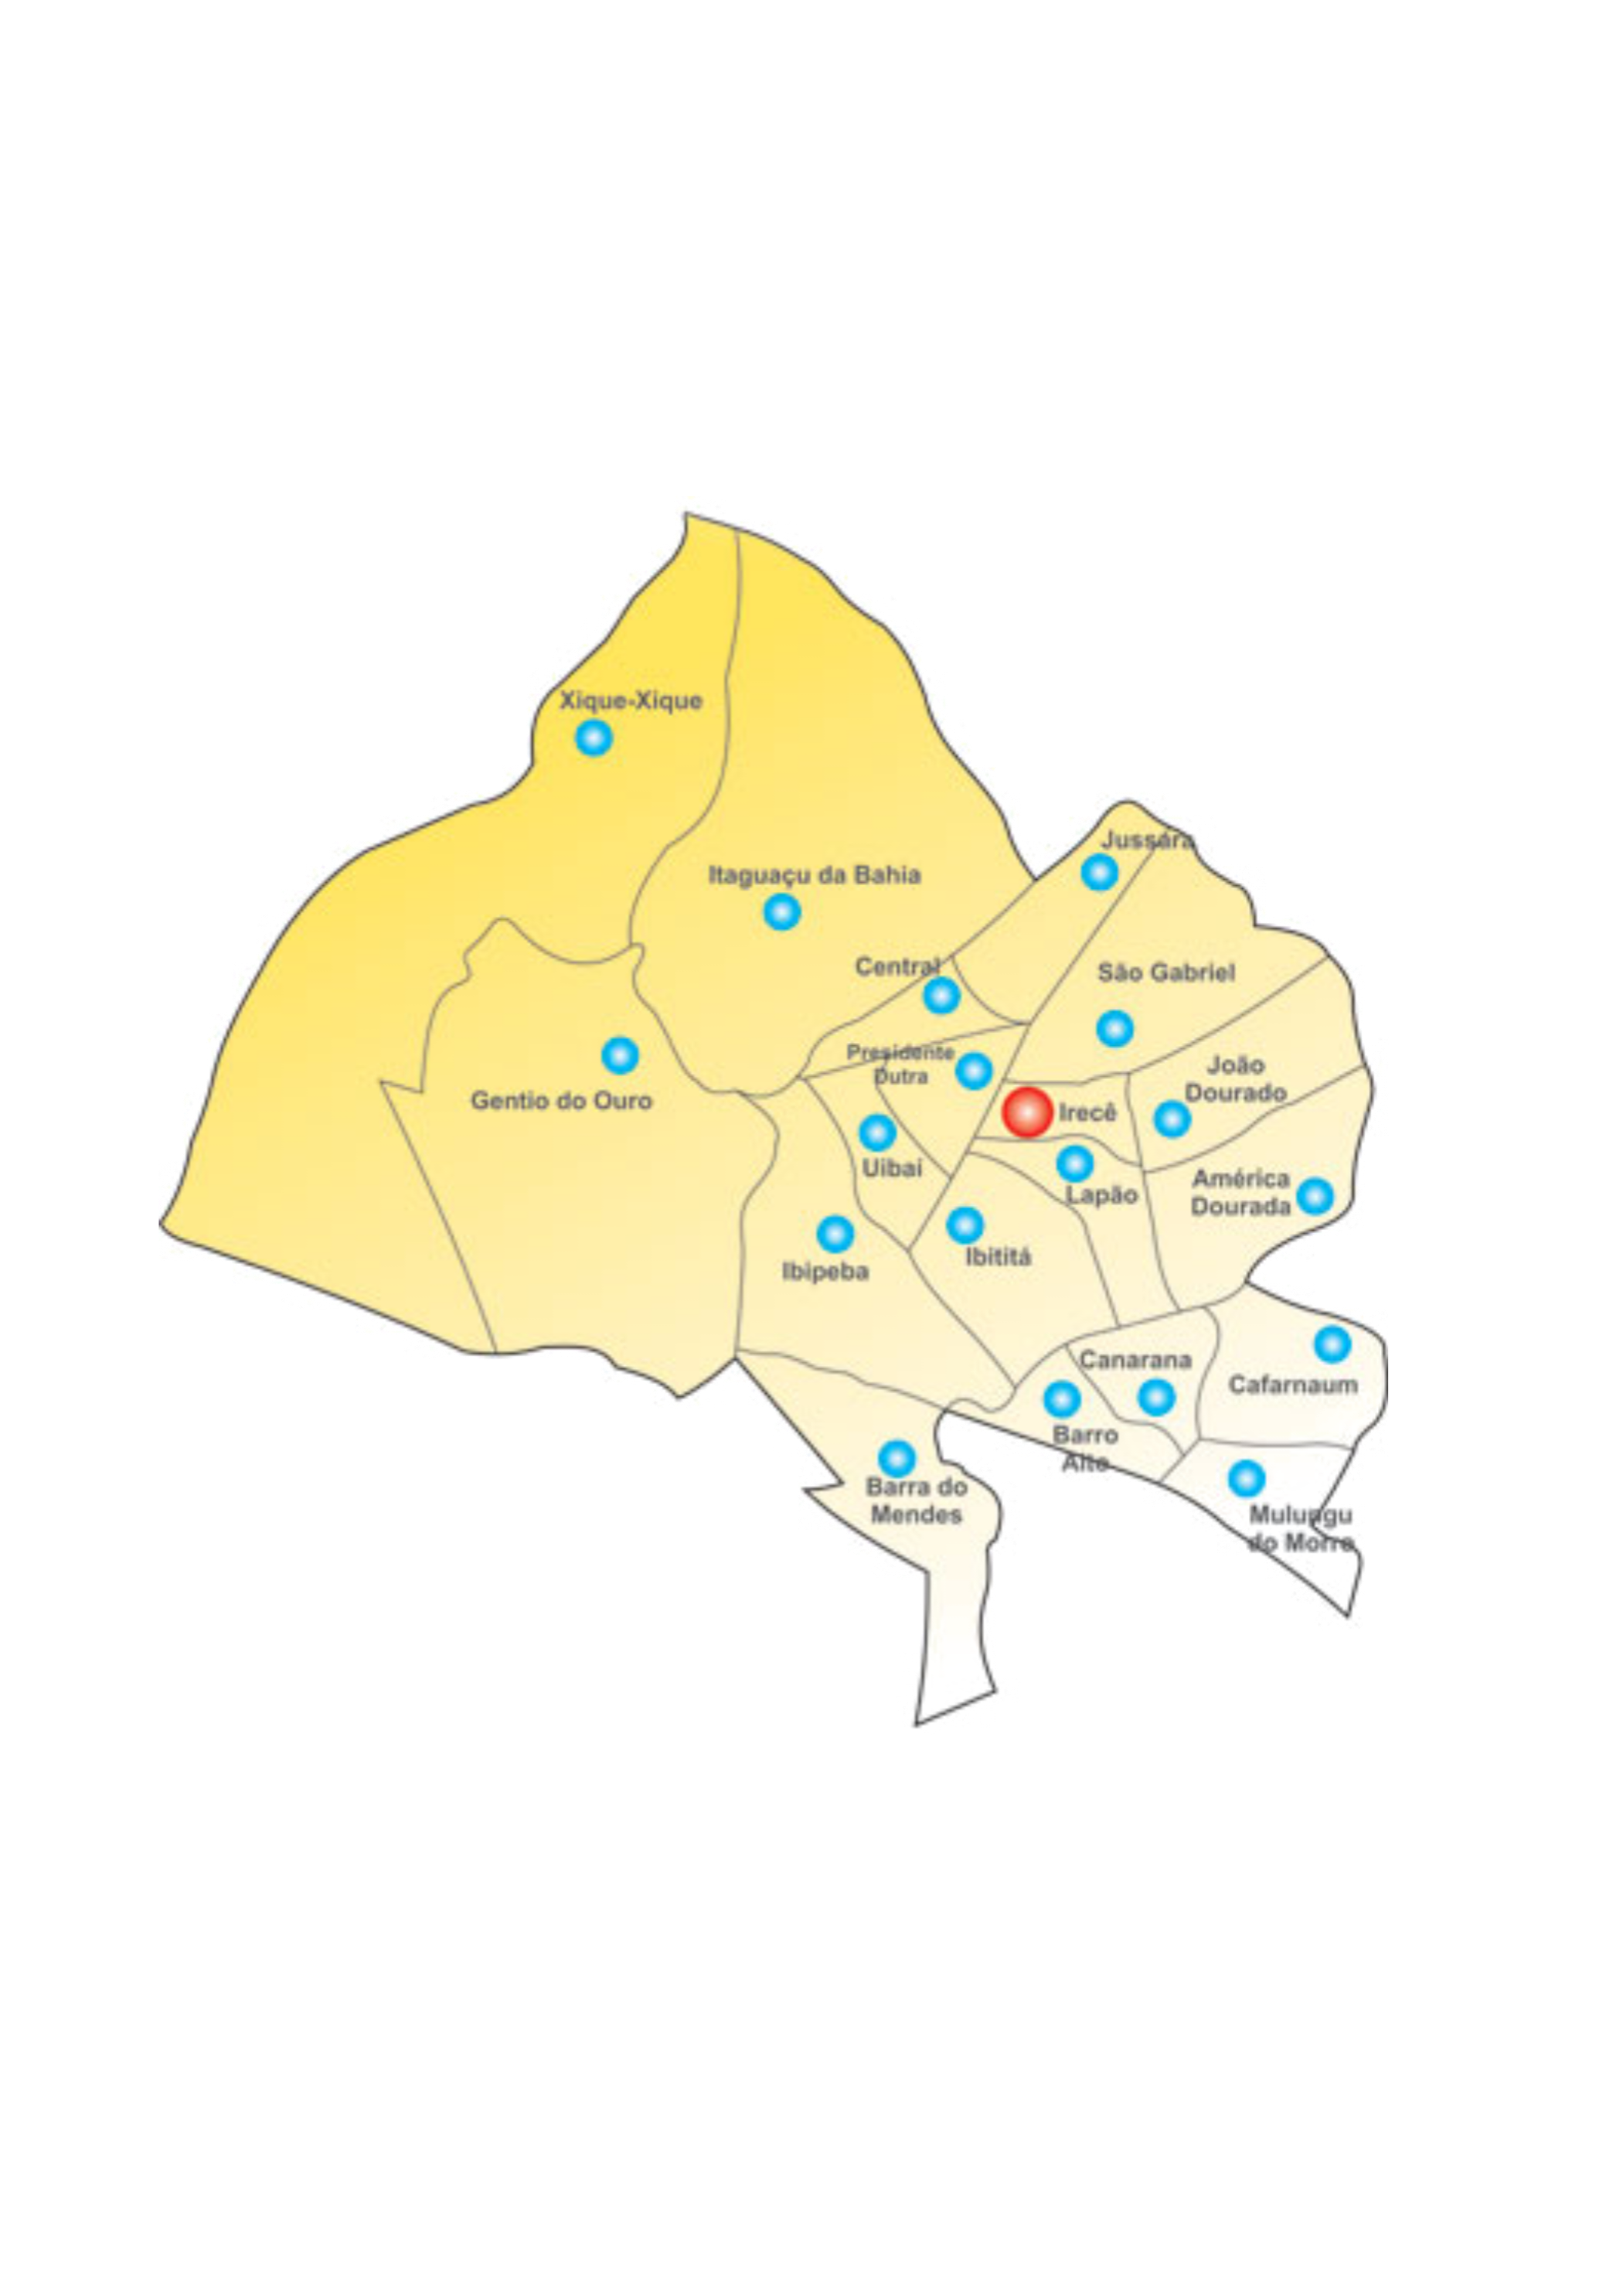 Xique-Xique
Jussara
Itaguaçu da Bahia
Central
São Gabriel
Presidente
Dutra
João
Dourado
Gentio do Ouro
Irecê
Uibai
Lapão
América
Dourada
Ibititá
Ibipeba
Canarana
Cafarnaum
Barro
Alto
Barra do
Mendes
Mulungu
do Morro